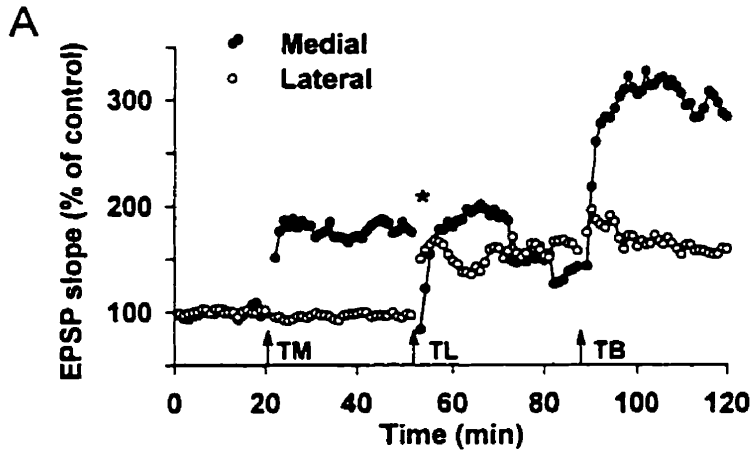 A
Medial
Lateral
EPSP slope (% of control)
300
200
100
*
TM
TL
TB
0
20
40
60
80
100
120
Time (min)